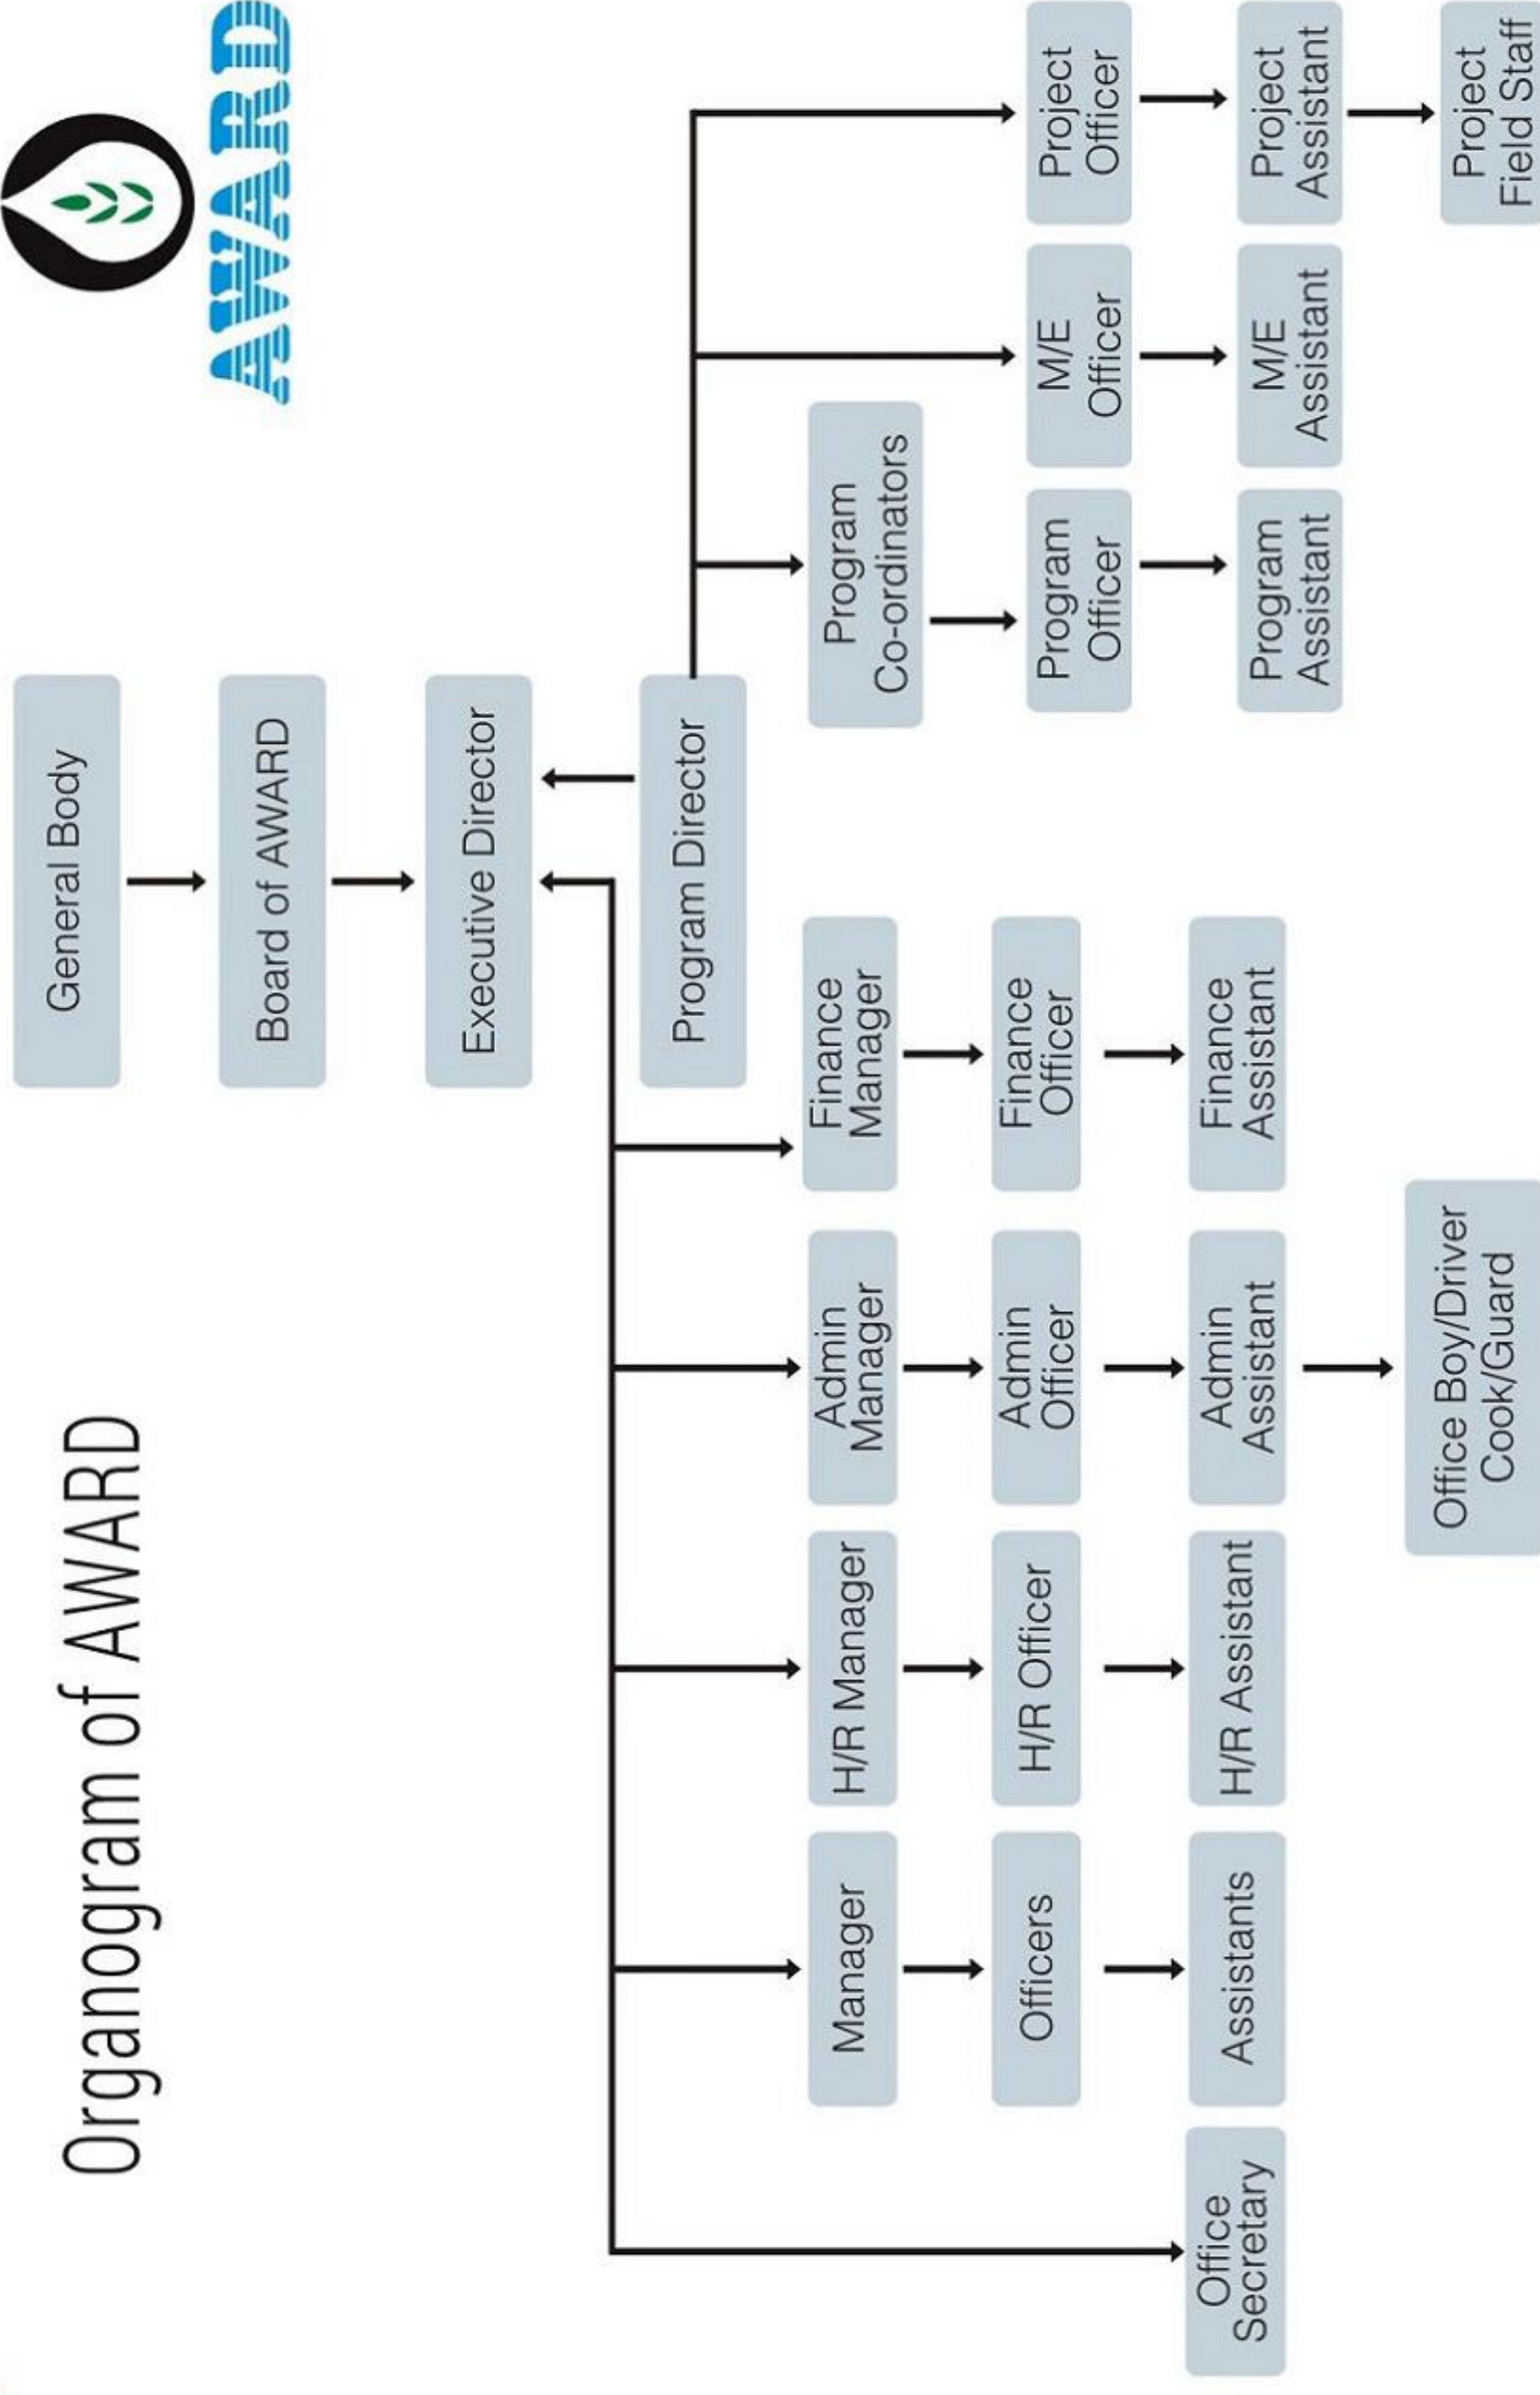 Organogram of AWARD
AWARD
General Body
Board of AWARD
Executive Director
Program Director
Office
Secretary
Manager
Officers
Assistants
H/R Manager
H/R Officer
H/R Assistant
Admin
Manager
Admin
Officer
Admin
Assistant
Office Boy/Driver
Cook/Guard
Finance
Manager
Finance
Officer
Finance
Assistant
Program
Co-ordinators
Program
Officer
Program
Assistant
M/E
Officer
M/E
Assistant
Project
Officer
Project
Assistant
Project
Field Staff